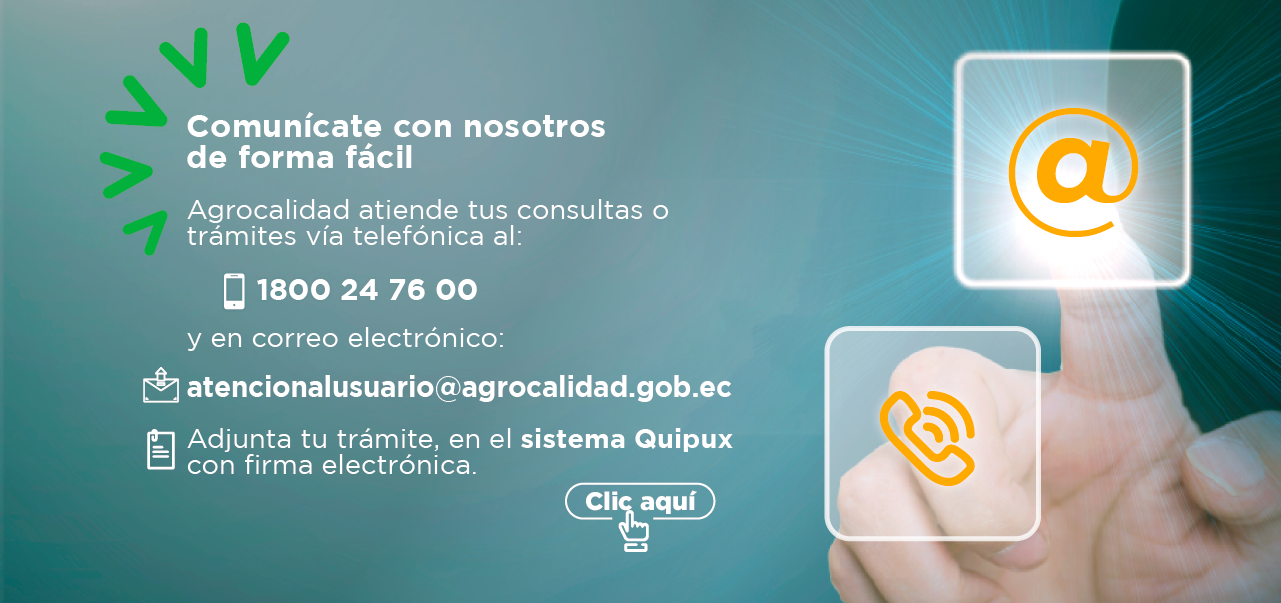 Comunícate con nosotros
de forma fácil
Agrocalidad atiende tus consultas o
trámites vía telefónica al:
1800 24 76 00
y en correo electrónico:
atencionalusuario@agrocalidad.gob.ec
Adjunta tu trámite, en el sistema Quipux
con firma electrónica.
Clic aquí
@